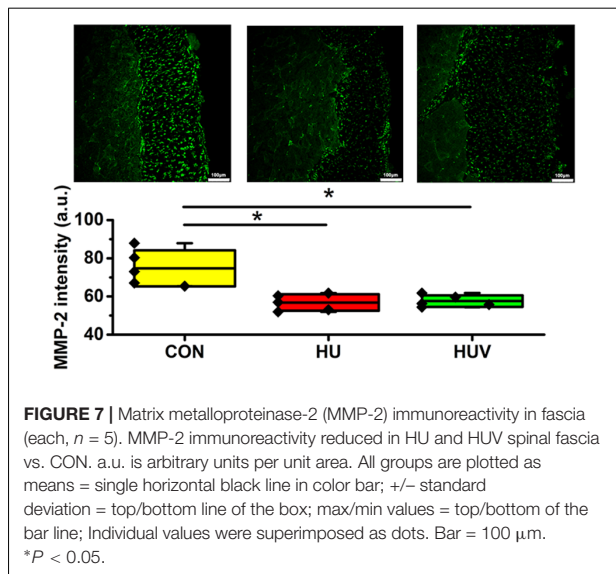 100µm
100µm
100µm
*
*
MMP-2 intensity (a.u.)
100
80
60
40
CON
HU
HUV
FIGURE 7 | Matrix metalloproteinase-2 (MMP-2) immunoreactivity in fascia
(each, n = 5). MMP-2 immunoreactivity reduced in HU and HUV spinal fascia
vs. CON. a.u. is arbitrary units per unit area. All groups are plotted as
means = single horizontal black line in color bar; +/− standard
deviation = top/bottom line of the box; max/min values = top/bottom of the
bar line; Individual values were superimposed as dots. Bar = 100 µm.
*P < 0.05.